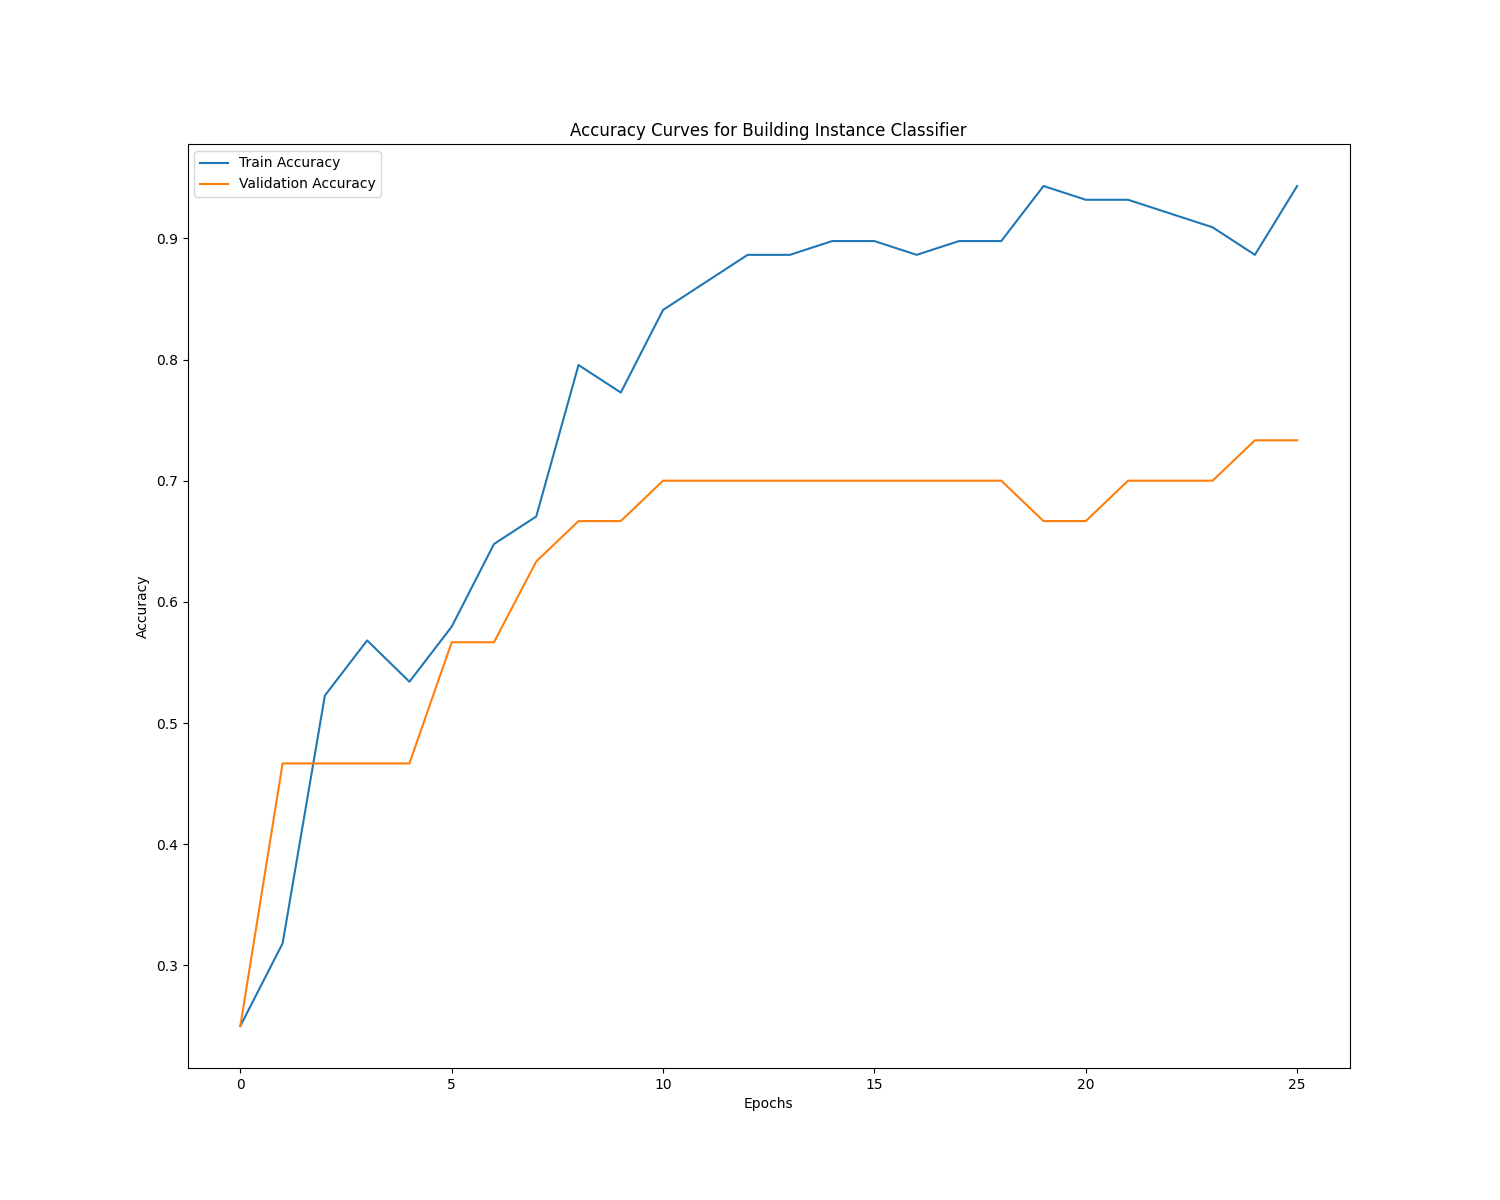 Accuracy Curves for Building Instance Classifier
Train Accuracy
Validation Accuracy
0.9
0.8
0.7
0.6
0.5
0.4
0.3
Accuracy
0 5 10 15 20 25
Epochs